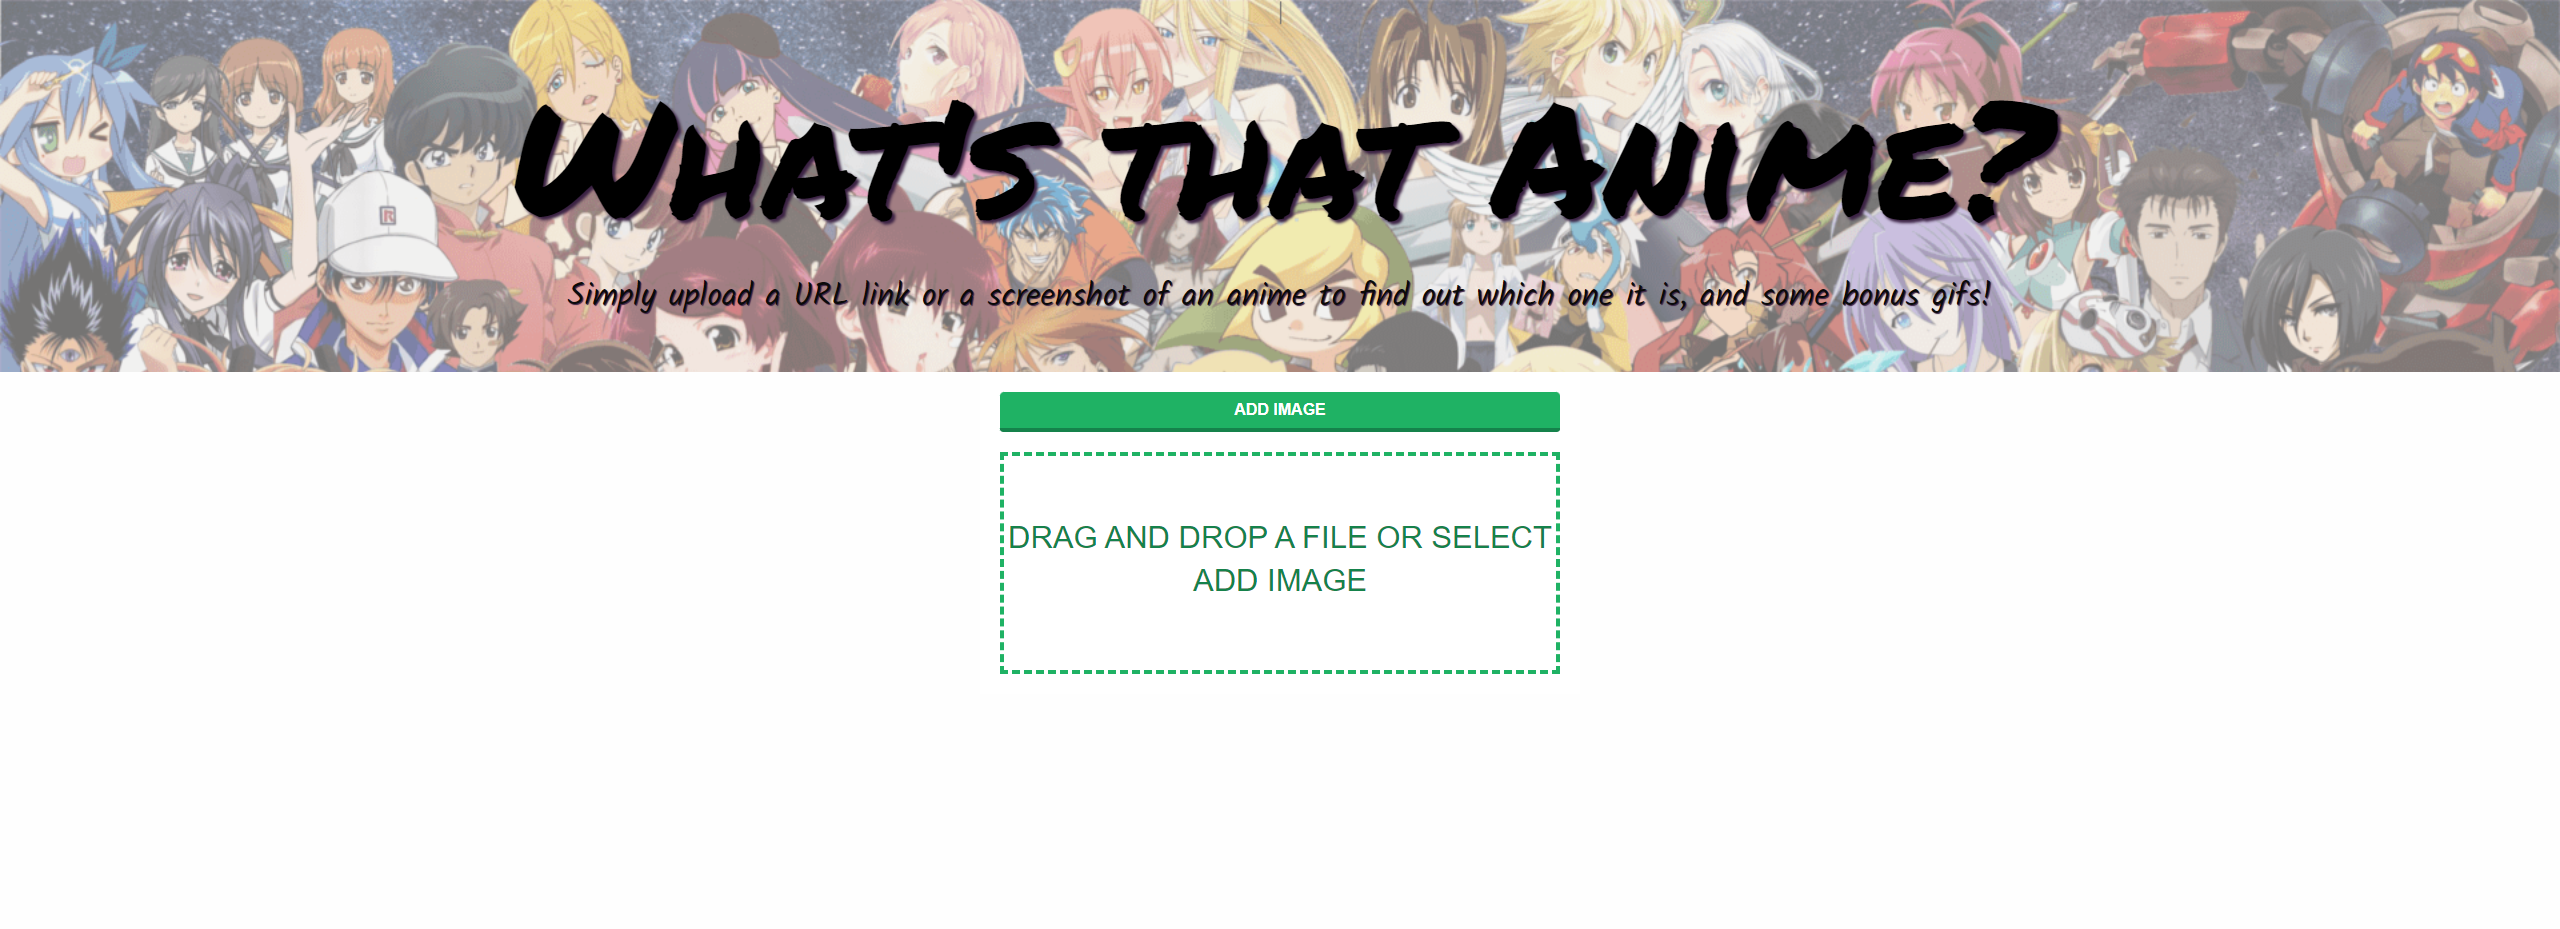 What's that Anime?
Simply upload a URL link or a screenshot of an anime to find out which one it is, and some bonus gifs!
ADD IMAGE
DRAG AND DROP A FILE OR SELECT
ADD IMAGE
R